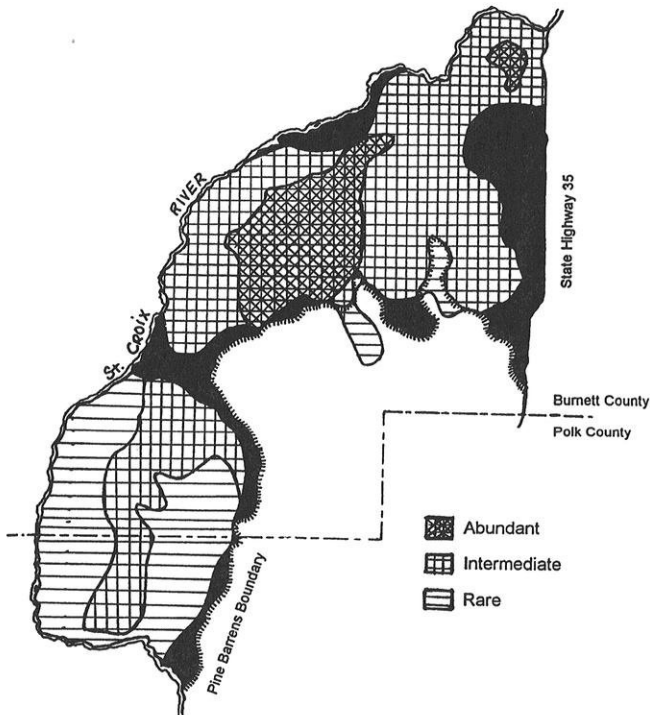 RIVER
St. CROIX
State Highway 35
Burnett County
Polk County
Abundant
Intermediate
Rare
Pine Barrens Boundary